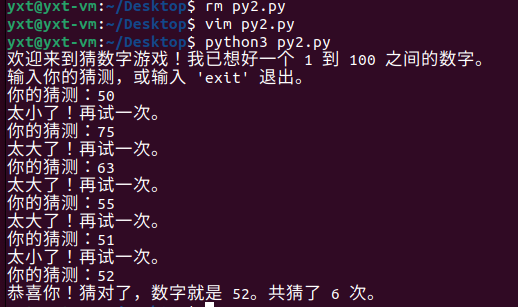 yxt@yxt-vm:~/Desktop$ rm py2.py
yxt@yxt-vm:~/Desktop$ vim py2.py
yxt@yxt-vm:~/Desktop$ python3 py2.py
欢迎来到猜数字游戏！我已想好一个 1 到 100 之间的数字。
输入你的猜测，或输入 'exit' 退出。
你的猜测：50
太小了！再试一次。
你的猜测：75
太大了！再试一次。
你的猜测：63
太大了！再试一次。
你的猜测：55
太大了！再试一次。
你的猜测：51
太小了！再试一次。
你的猜测：52
恭喜你！猜对了，数字就是 52。共猜了 6 次。